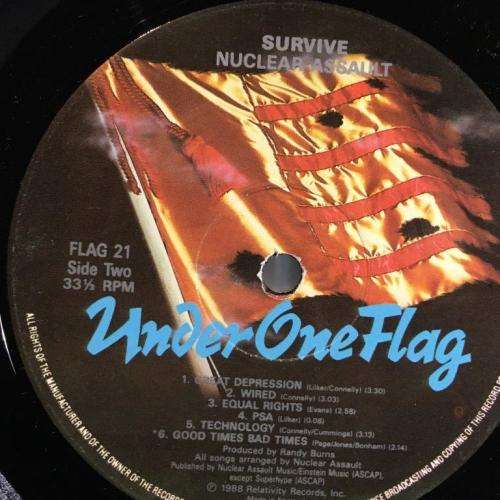 SURVIVE
NUCLEAR ASSAULT
FLAG 21
Side Two
33⅓ RPM
Under One Flag
1. GREAT DEPRESSION (Lilker/Connelly) (3.30)
2. WIRED (Connelly) (3.03)
3. EQUAL RIGHTS (Evans) (2.58)
4. PSA (Lilker) (0.08)
5. TECHNOLOGY (Connelly/Cummings) (3.13)
*6. GOOD TIMES BAD TIMES (Page/Jones/Bonham) (2.14)
Produced by Randy Burns
All songs arranged by Nuclear Assault
Published by Nuclear Assault Music/Einstein Music (ASCAP)
except Superhype (ASCAP)
℗ 1988 Relativity Records, Inc.
ALL RIGHTS OF THE MANUFACTURER AND OF THE OWNER OF THE RECORDED
BROADCASTING AND COPYING OF THIS RECORD